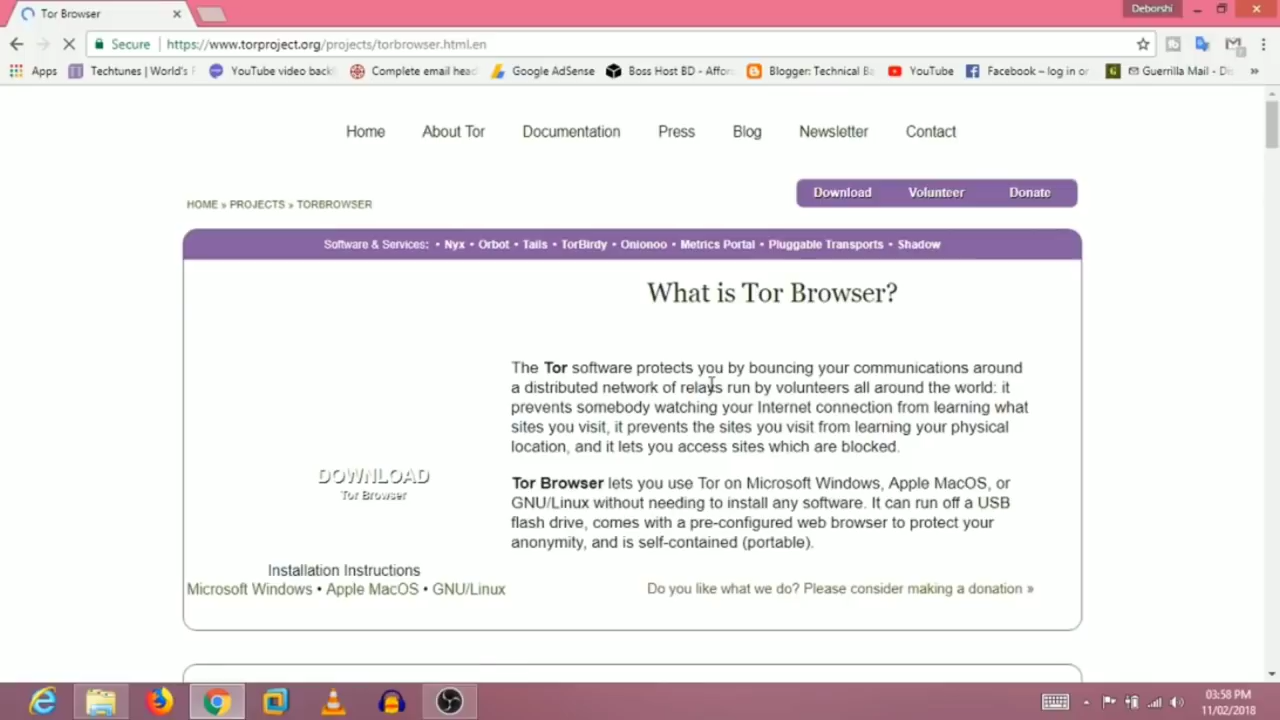 Tor Browser
Deborshi
Secure
https://www.torproject.org/projects/torbrowser.html.en
Apps
Techtunes | World's
YouTube video back
Complete email head
Google AdSense
Boss Host BD - Affor
Blogger: Technical B
YouTube
Facebook – log in or
Guerrilla Mail - Dis
»
Home
About Tor
Documentation
Press
Blog
Newsletter
Contact
HOME » PROJECTS » TORBROWSER
Download
Volunteer
Donate
Software & Services: • Nyx • Orbot • Tails • TorBirdy • Onionoo • Metrics Portal • Pluggable Transports • Shadow
What is Tor Browser?
The Tor software protects you by bouncing your communications around
a distributed network of relays run by volunteers all around the world: it
prevents somebody watching your Internet connection from learning what
sites you visit, it prevents the sites you visit from learning your physical
location, and it lets you access sites which are blocked.
DOWNLOAD
Tor Browser
Tor Browser lets you use Tor on Microsoft Windows, Apple MacOS, or
GNU/Linux without needing to install any software. It can run off a USB
flash drive, comes with a pre-configured web browser to protect your
anonymity, and is self-contained (portable).
Installation Instructions
Microsoft Windows • Apple MacOS • GNU/Linux
Do you like what we do? Please consider making a donation »
03:58 PM
11/02/2018